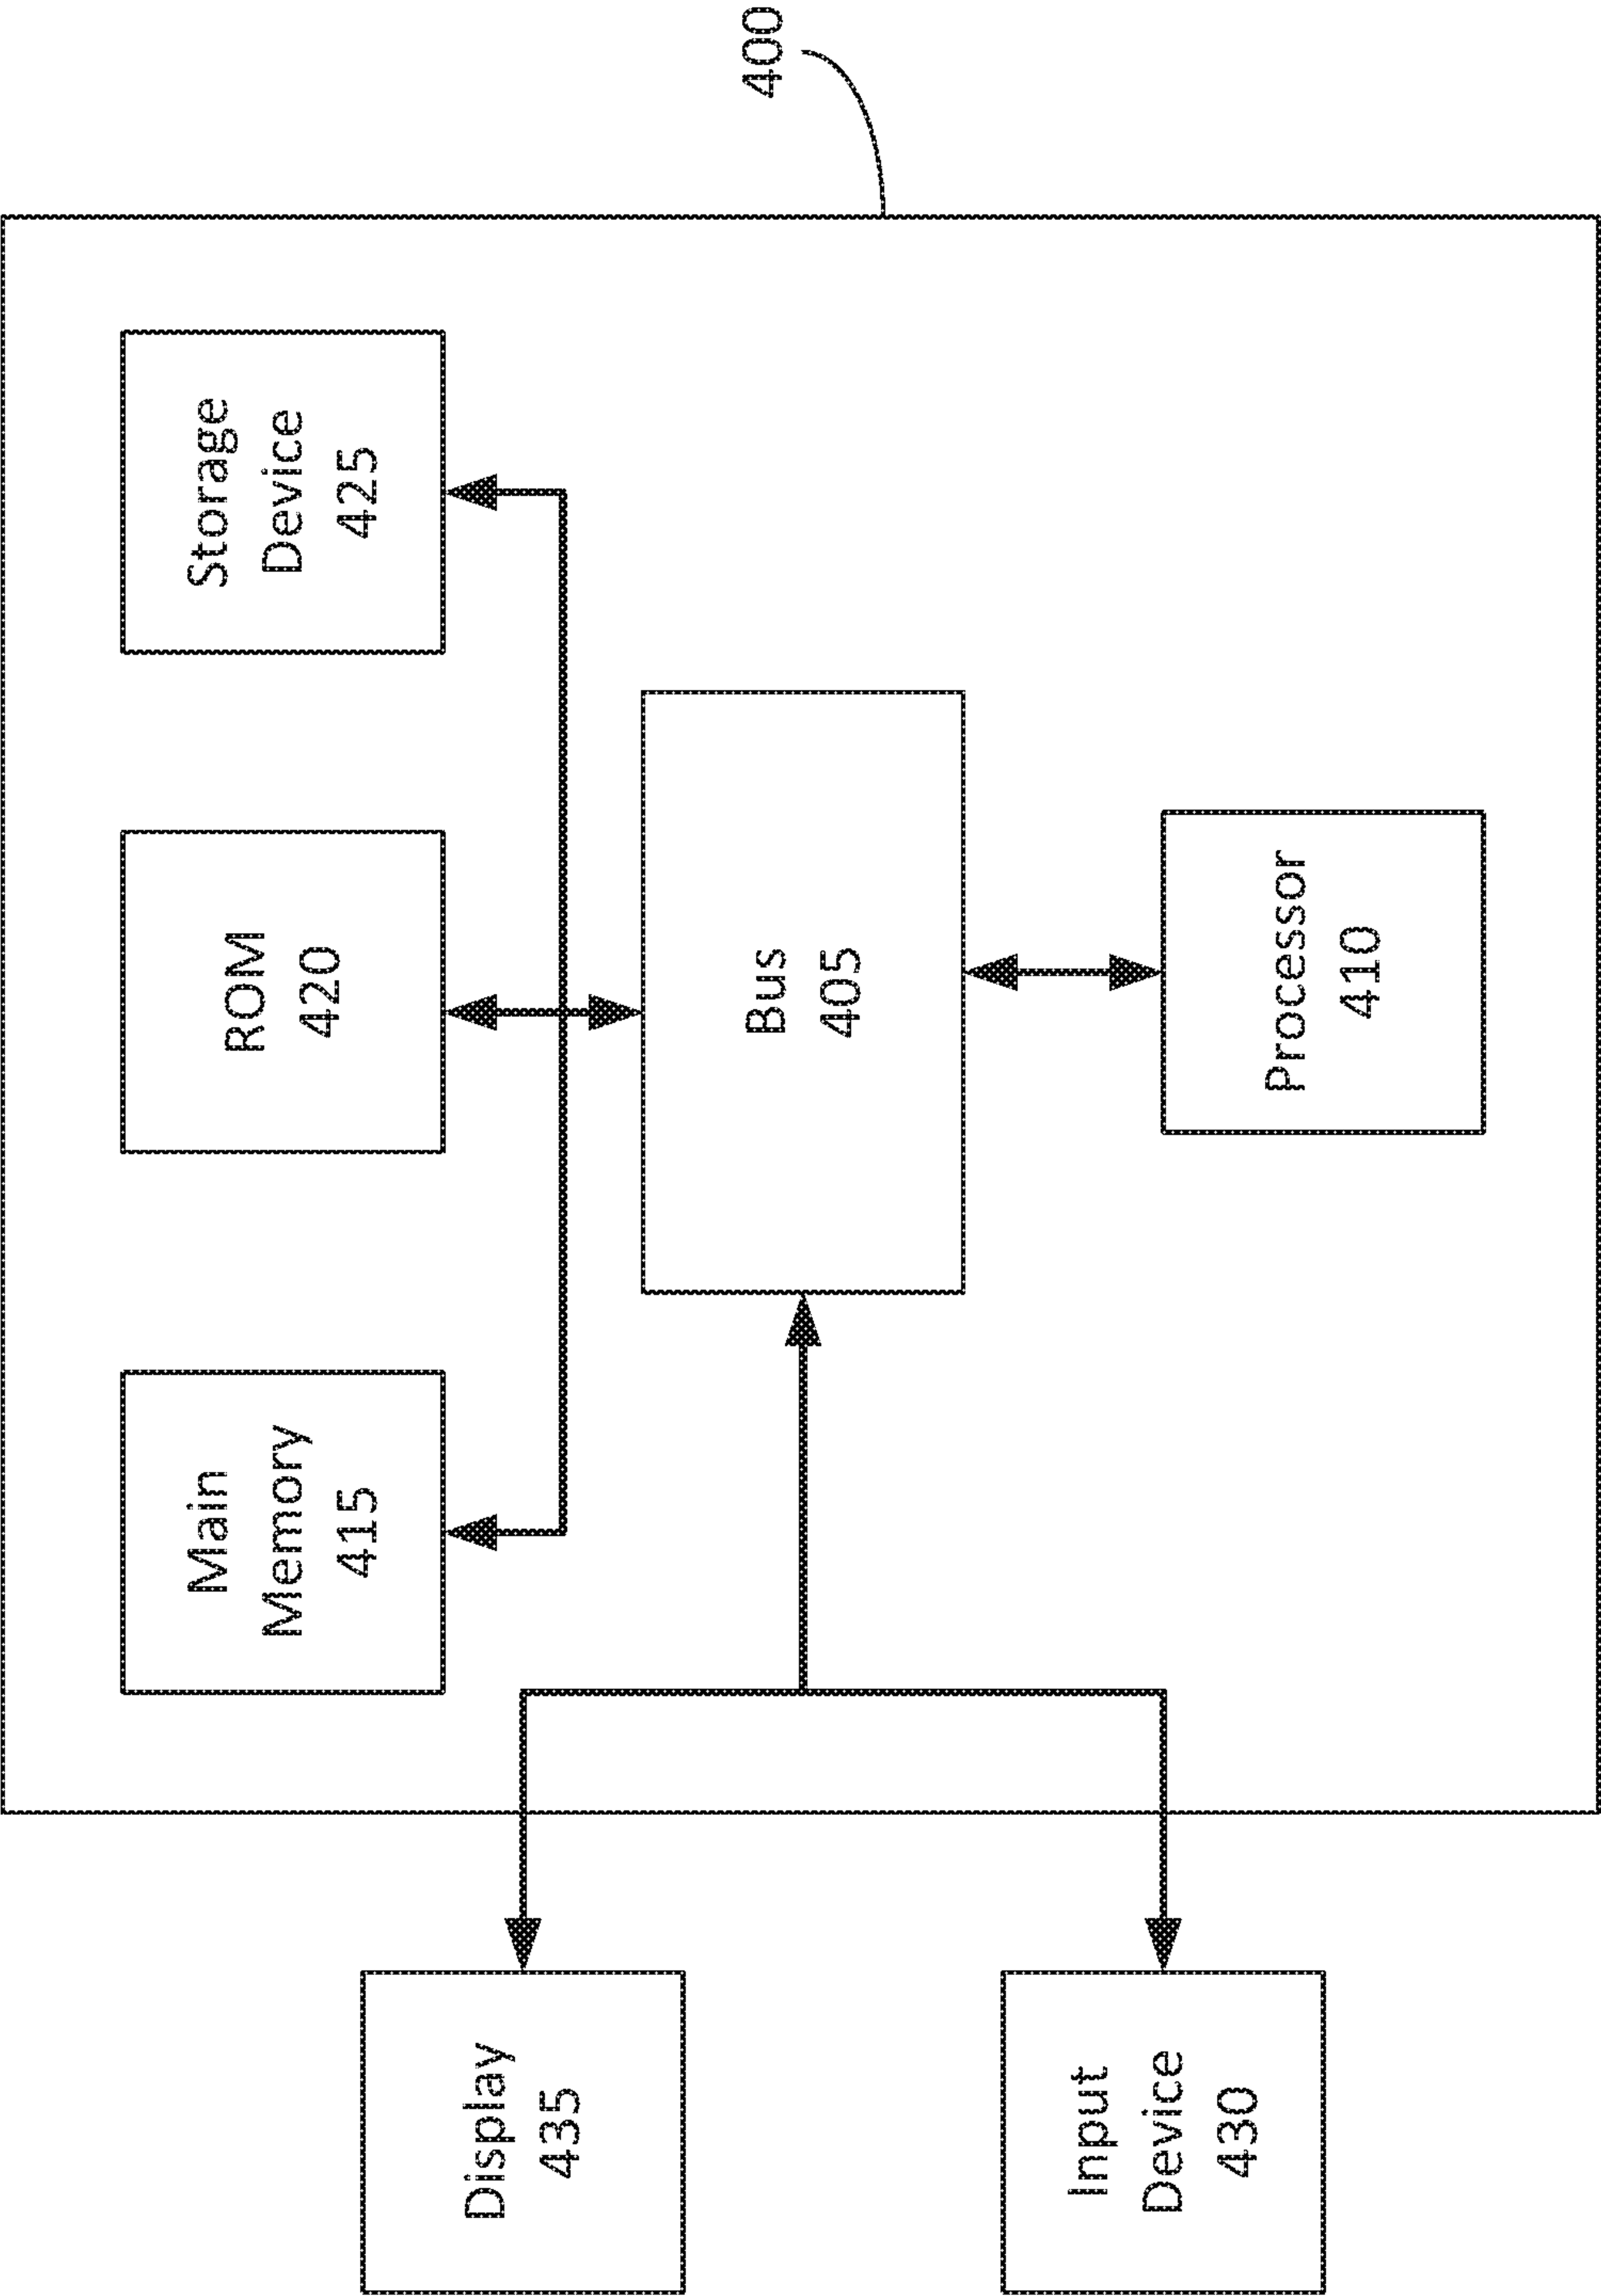 400
Main
Memory
415
ROM
420
Storage
Device
425
Display
435
Bus
405
Input
Device
430
Processor
410